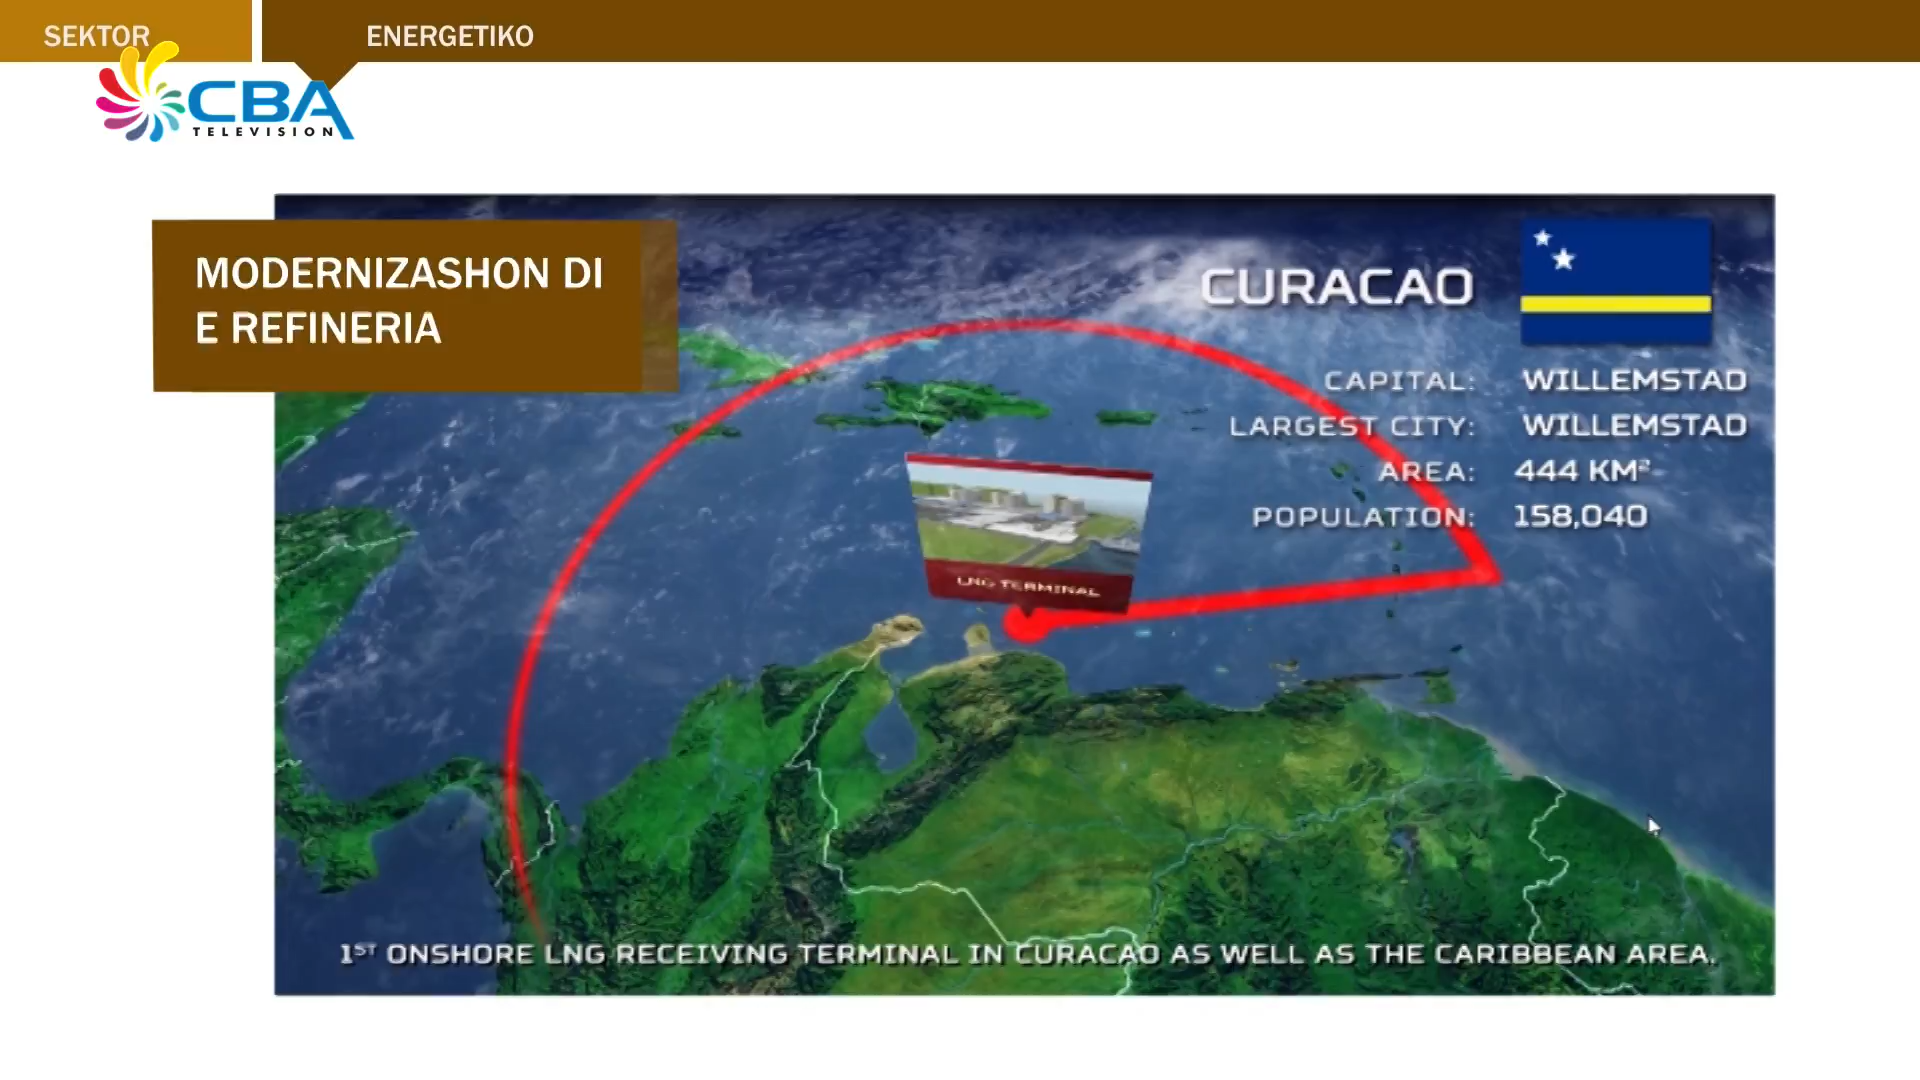 SEKTOR
ENERGETIKO
CBA
TELEVISION
MODERNIZASHON DI
E REFINERIA
CURACAO
CAPITAL: WILLEMSTAD
LARGEST CITY: WILLEMSTAD
AREA: 444 KM²
POPULATION: 158,040
LNG TERMINAL
1ST ONSHORE LNG RECEIVING TERMINAL IN CURACAO AS WELL AS THE CARIBBEAN AREA.